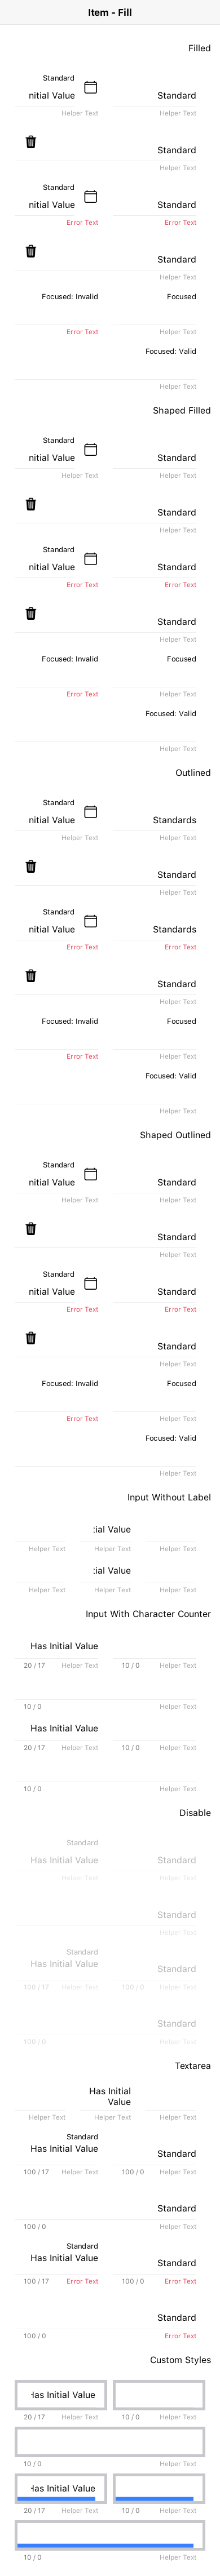 Item - Fill
Filled
Standard
nitial Value Standard
Helper Text Helper Text
Standard
Helper Text
Standard
nitial Value Standard
Error Text Error Text
Standard
Helper Text
Focused: Invalid Focused
Error Text Helper Text
Focused: Valid
Helper Text
Shaped Filled
Standard
nitial Value Standard
Helper Text Helper Text
Standard
Helper Text
Standard
nitial Value Standard
Error Text Error Text
Standard
Helper Text
Focused: Invalid Focused
Error Text Helper Text
Focused: Valid
Helper Text
Outlined
Standard
nitial Value Standards
Helper Text Helper Text
Standard
Helper Text
Standard
nitial Value Standards
Error Text Error Text
Standard
Helper Text
Focused: Invalid Focused
Error Text Helper Text
Focused: Valid
Helper Text
Shaped Outlined
Standard
nitial Value Standard
Helper Text Helper Text
Standard
Helper Text
Standard
nitial Value Standard
Error Text Error Text
Standard
Helper Text
Focused: Invalid Focused
Error Text Helper Text
Focused: Valid
Helper Text
Input Without Label
ial Value
Helper Text Helper Text Helper Text
ial Value
Helper Text Helper Text Helper Text
Input With Character Counter
Has Initial Value
20 / 17 Helper Text 10 / 0 Helper Text
10 / 0 Helper Text
Has Initial Value
20 / 17 Helper Text 10 / 0 Helper Text
10 / 0 Helper Text
Disable
Standard
Has Initial Value Standard
Helper Text Helper Text
Standard
Helper Text
Standard
Has Initial Value Standard
100 / 17 Helper Text 100 / 0 Helper Text
Standard
100 / 0 Helper Text
Textarea
Has Initial
Value
Helper Text Helper Text Helper Text
Standard
Has Initial Value Standard
100 / 17 Helper Text 100 / 0 Helper Text
Standard
100 / 0 Helper Text
Standard
Has Initial Value Standard
100 / 17 Error Text 100 / 0 Error Text
Standard
100 / 0 Error Text
Custom Styles
Has Initial Value
20 / 17 Helper Text 10 / 0 Helper Text
10 / 0 Helper Text
Has Initial Value
20 / 17 Helper Text 10 / 0 Helper Text
10 / 0 Helper Text